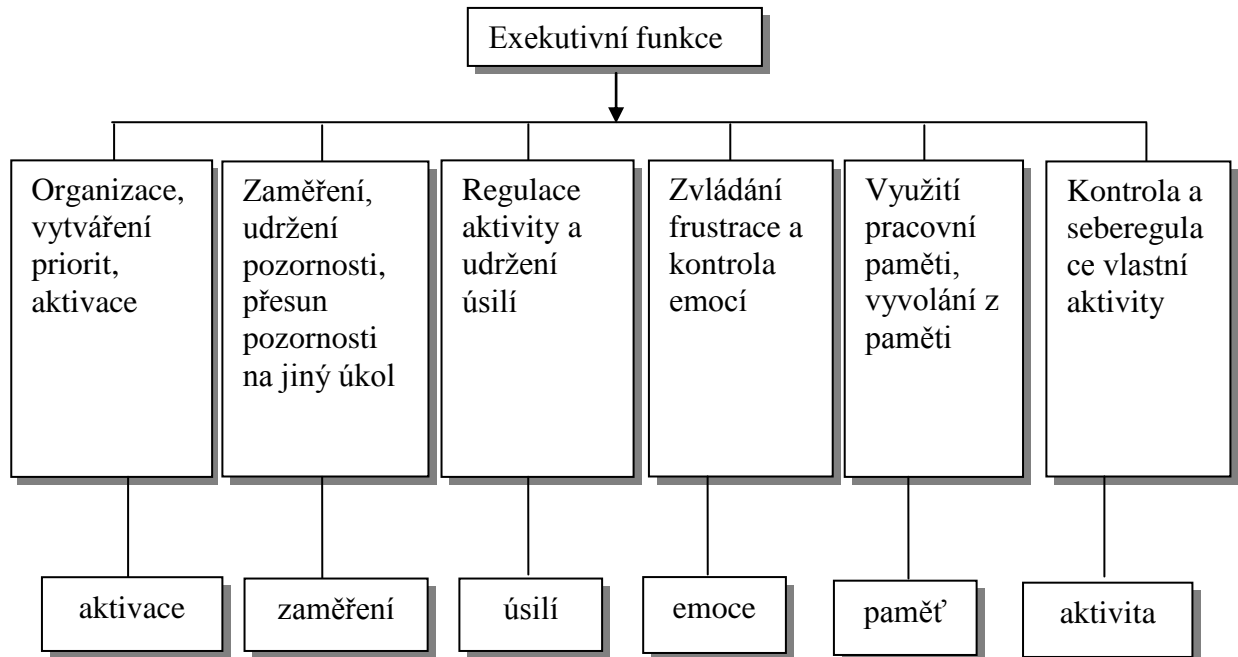 Exekutivní funkce
Organizace,
vytváření
priorit,
aktivace
Zaměření,
udržení
pozornosti,
přesun
pozornosti
na jiný úkol
Regulace
aktivity a
udržení
úsilí
Zvládání
frustrace a
kontrola
emocí
Využití
pracovní
paměti,
vyvolání z
paměti
Kontrola a
seberegula
ce vlastní
aktivity
aktivace
zaměření
úsilí
emoce
paměť
aktivita